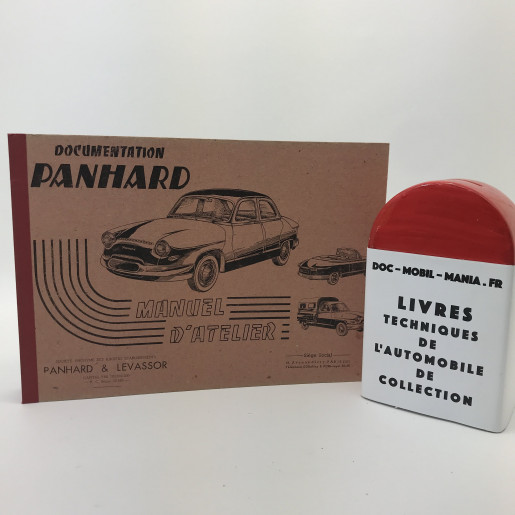 DOCUMENTATION
PANHARD
MANUEL
D'ATELIER
PANHARD & LEVASSOR
DOC-MOBIL-MANIA.FR
LIVRES
TECHNIQUES
DE
L'AUTOMOBILE
DE
COLLECTION